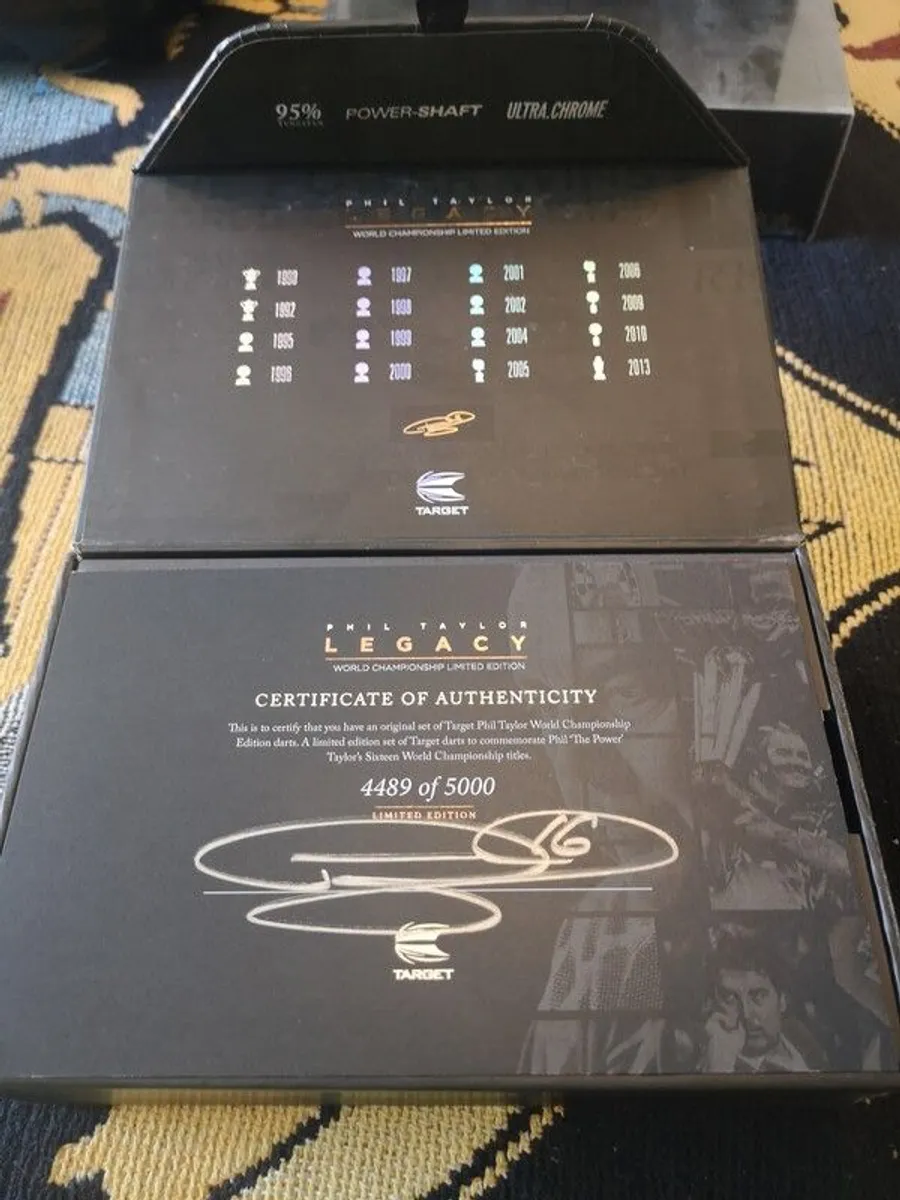 95% POWER-SHAFT ULTRA.CHROME
TUNGSTEN
PHIL TAYLOR
LEGACY
WORLD CHAMPIONSHIP LIMITED EDITION
1990 1997 2001 2006
1992 1998 2002 2009
1995 1999 2004 2010
1996 2000 2005 2013
TARGET
PHIL TAYLOR
LEGACY
WORLD CHAMPIONSHIP LIMITED EDITION
CERTIFICATE OF AUTHENTICITY
This is to certify that you have an original set of Target Phil Taylor World Championship
Edition darts. A limited edition set of Target darts to commemorate Phil 'The Power'
Taylor's Sixteen World Championship titles.
4489 of 5000
LIMITED EDITION
16
TARGET